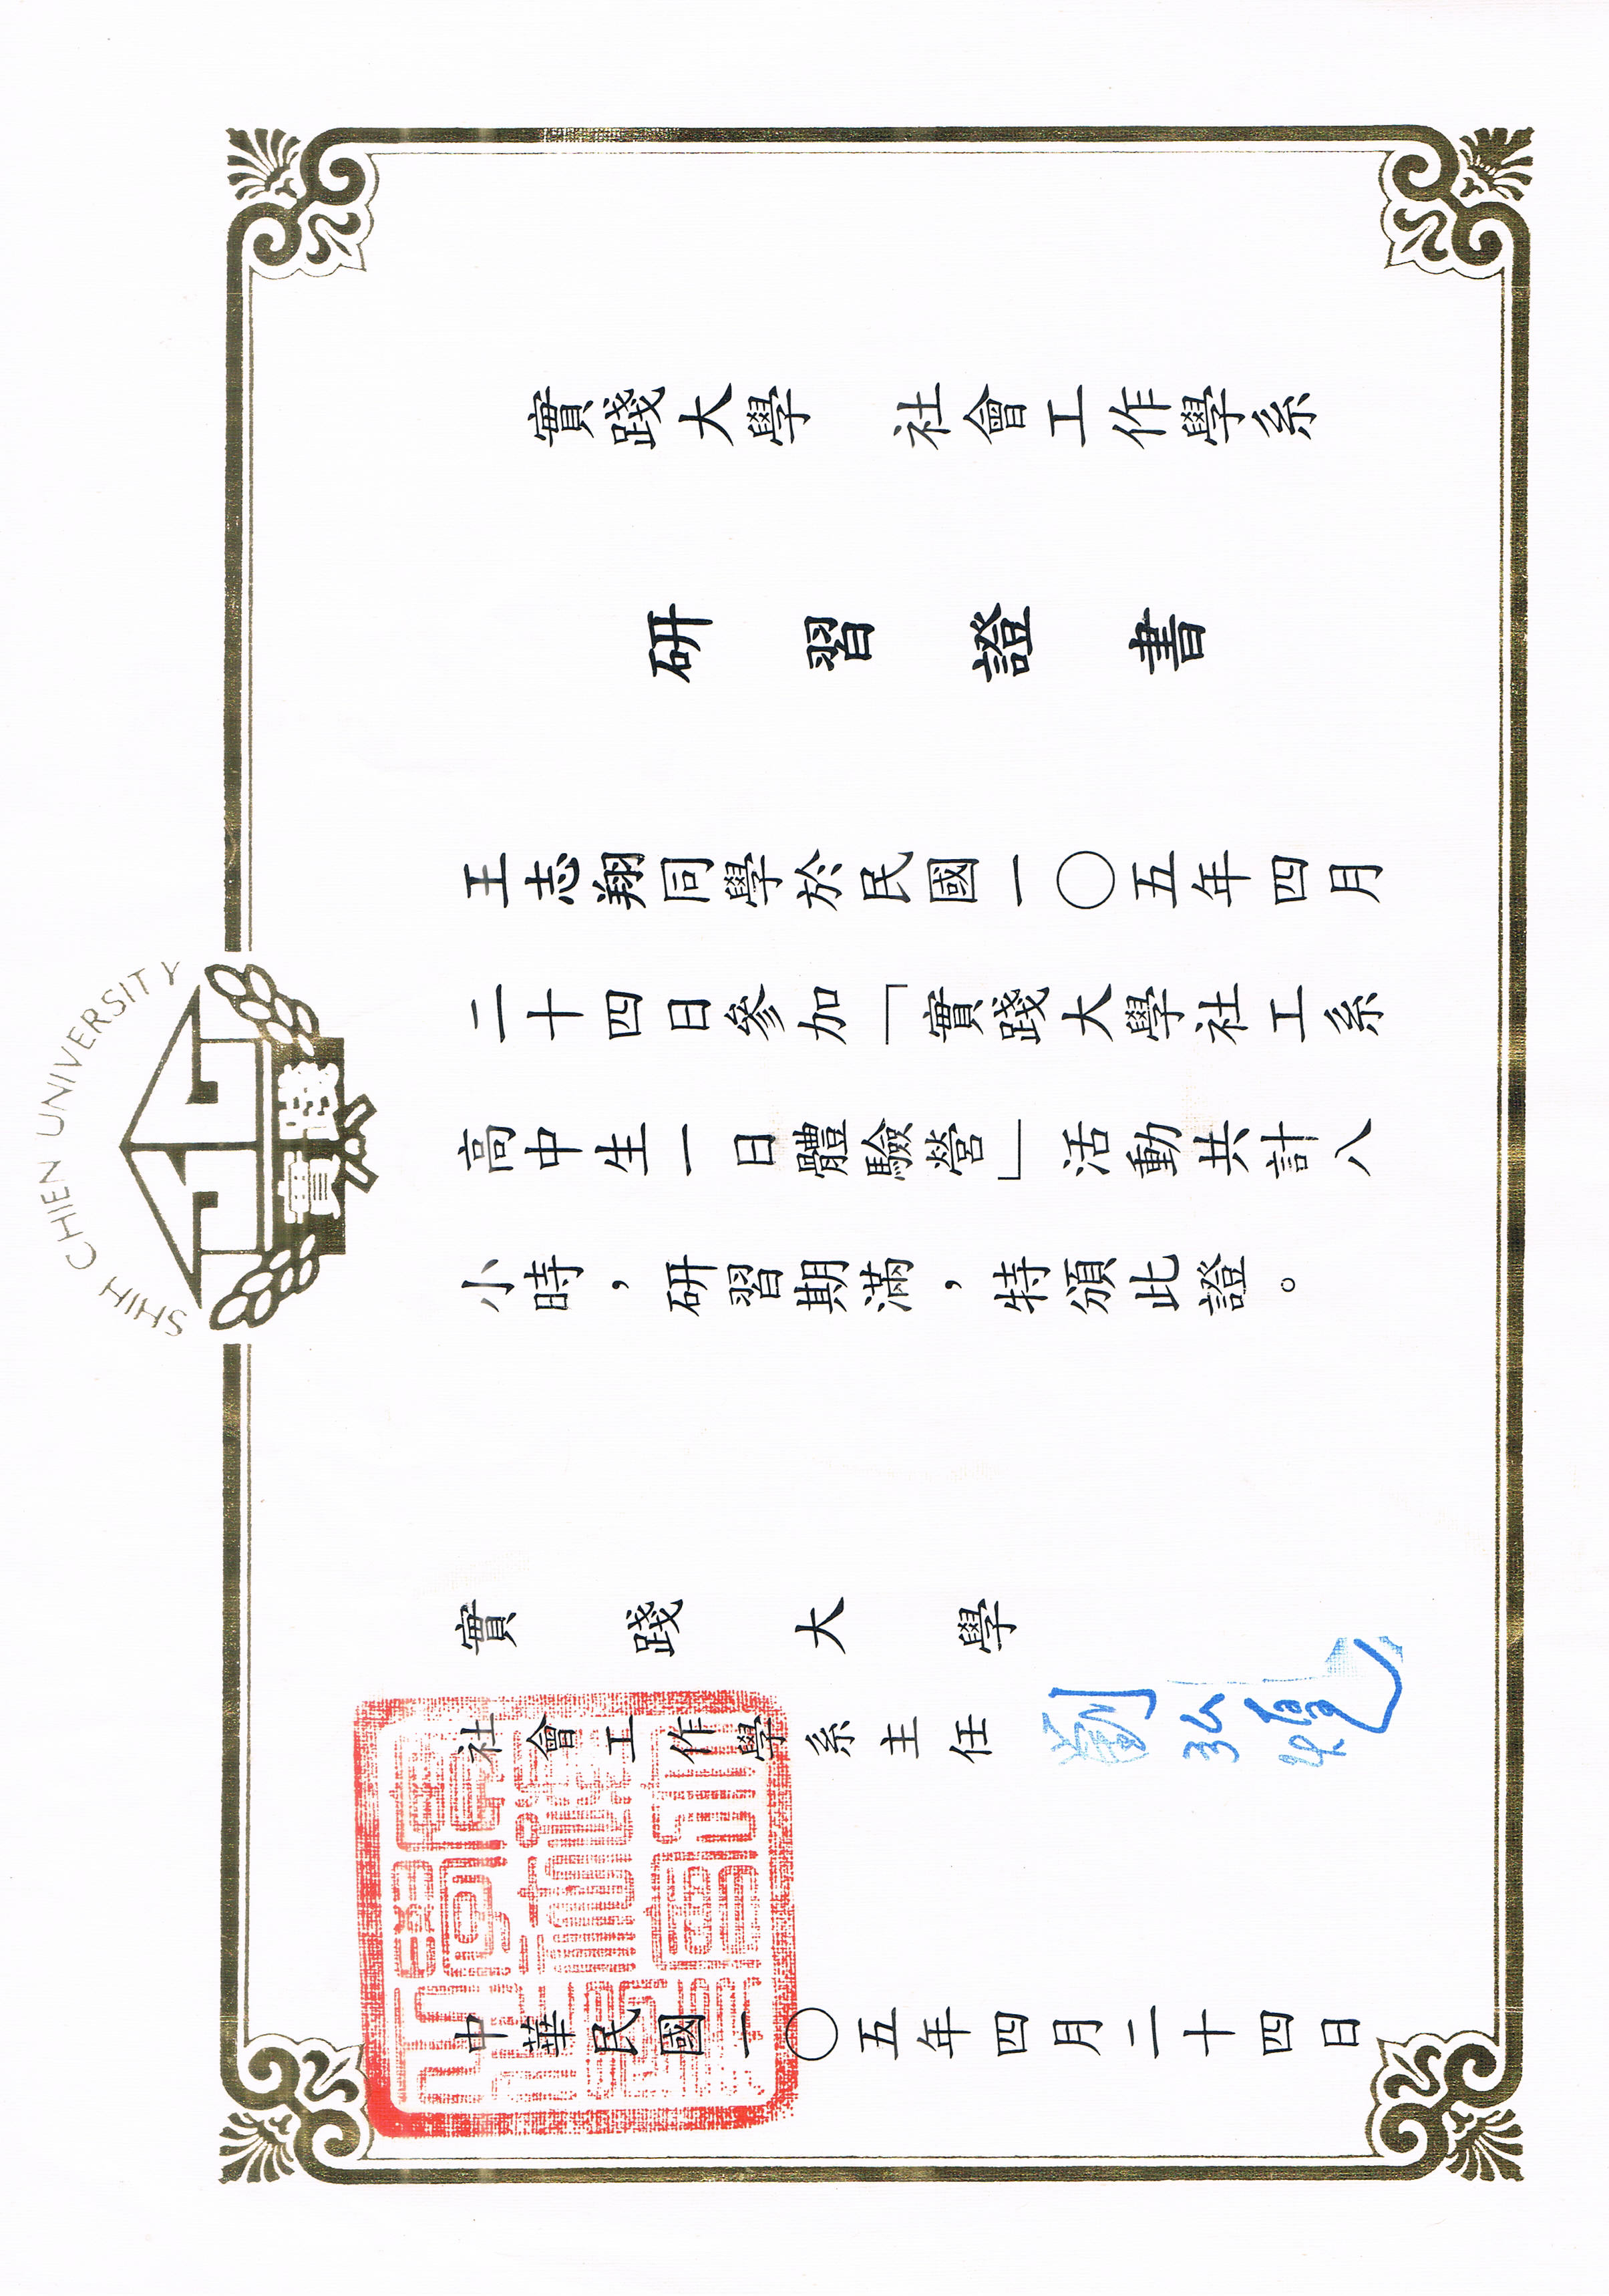 實踐大學　社會工作學系
研習證書
王志翔同學於民國一〇五年四月
二十四日參加「實踐大學社工系
高中生一日體驗營」活動共計八
小時，研習期滿，特頒此證。
實踐大學
社會工作學系主任
中華民國一〇五年四月二十四日
SHIH CHIEN UNIVERSITY
實踐